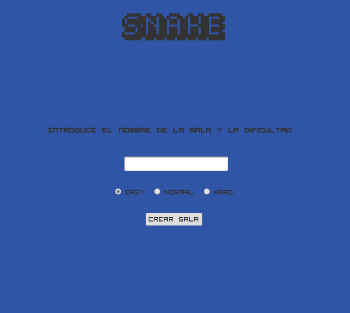 SNAKE
INTRODUCE EL NOMBRE DE LA SALA Y LA DIFICULTAD
EASY NORMAL HARD
CREAR SALA